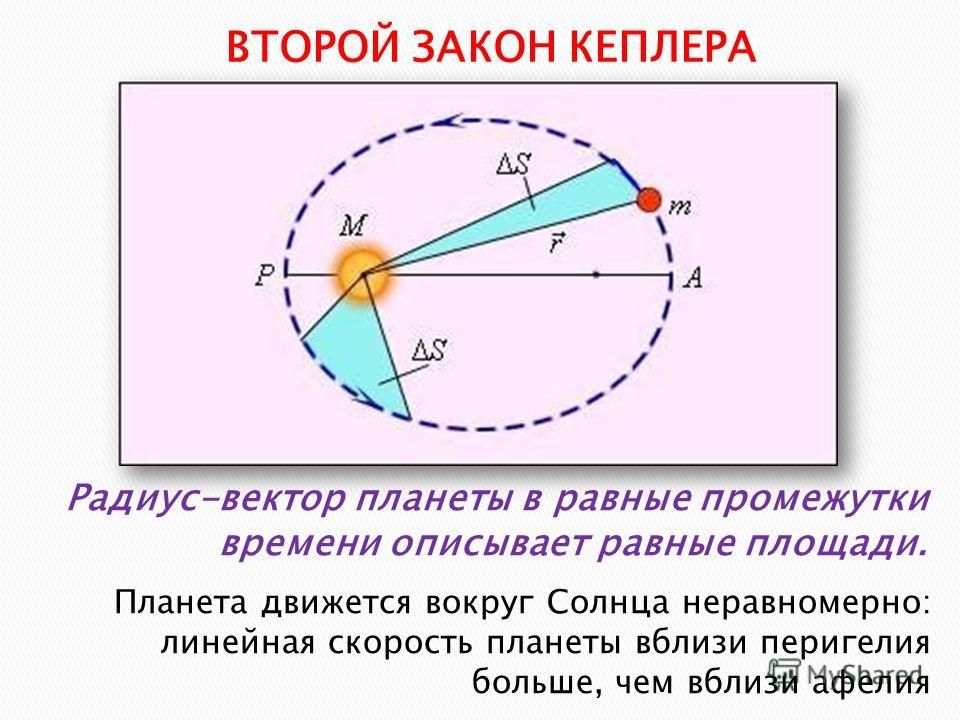 ВТОРОЙ ЗАКОН КЕПЛЕРА
ΔS
m
M
r⃗
P
A
ΔS
Радиус-вектор планеты в равные промежутки
времени описывает равные площади.
Планета движется вокруг Солнца неравномерно:
линейная скорость планеты вблизи перигелия
больше, чем вблизи афелия
MyShared